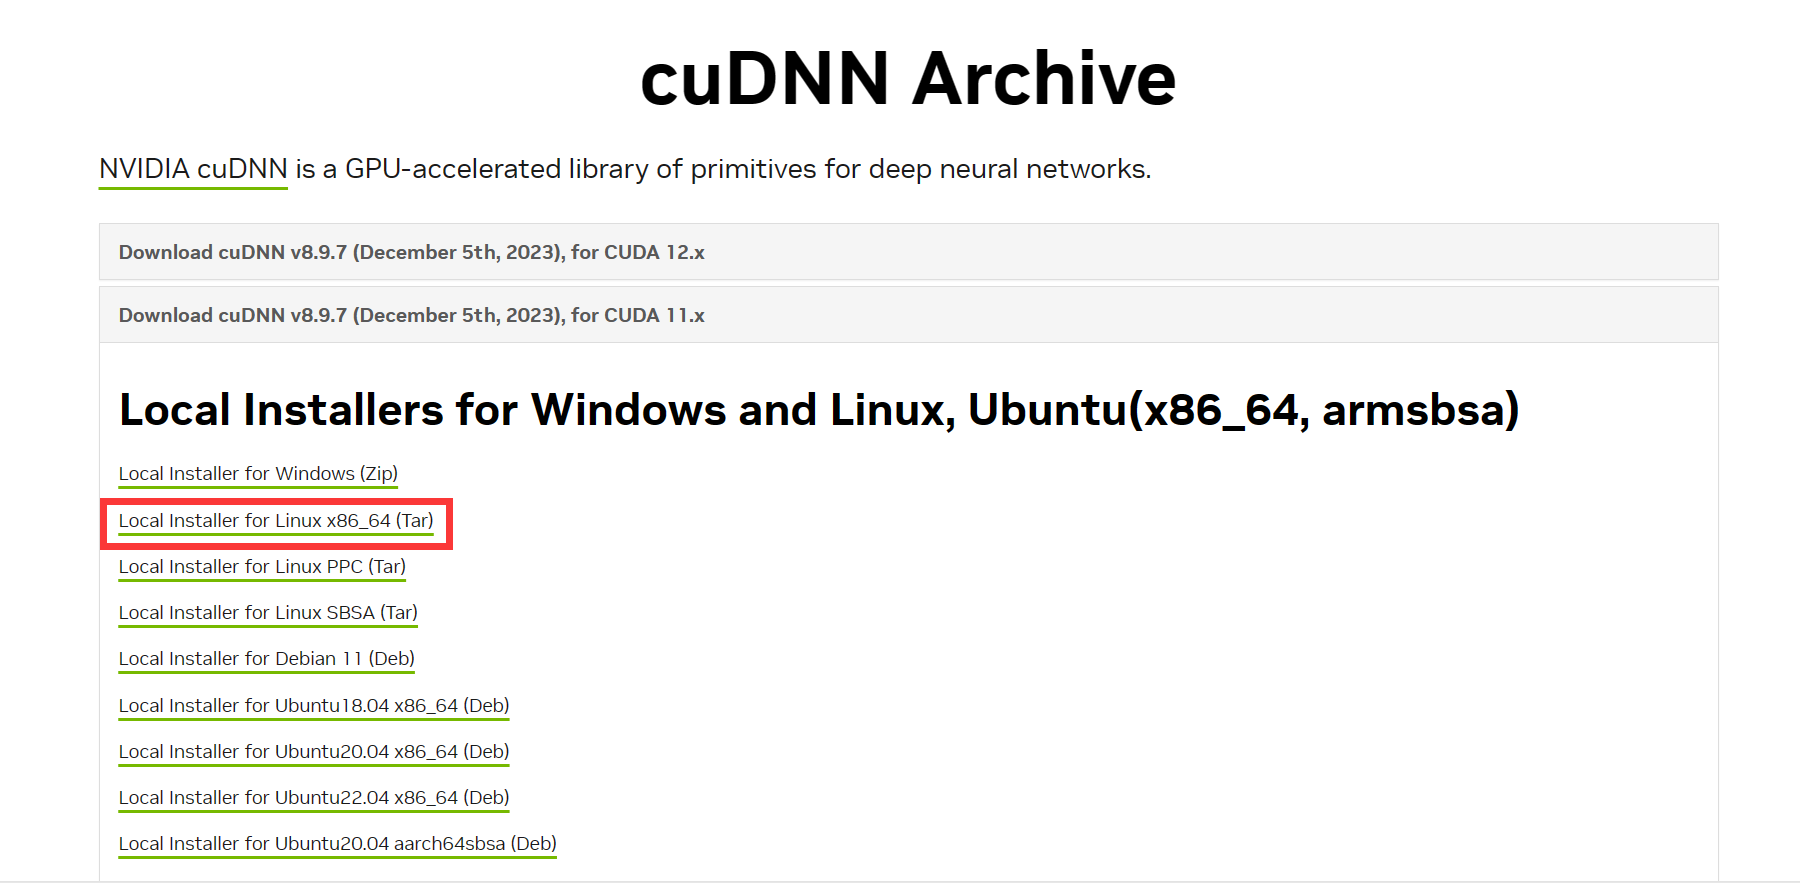 cuDNN Archive
NVIDIA cuDNN is a GPU-accelerated library of primitives for deep neural networks.
Download cuDNN v8.9.7 (December 5th, 2023), for CUDA 12.x
Download cuDNN v8.9.7 (December 5th, 2023), for CUDA 11.x
Local Installers for Windows and Linux, Ubuntu(x86_64, armsbsa)
Local Installer for Windows (Zip)
Local Installer for Linux x86_64 (Tar)
Local Installer for Linux PPC (Tar)
Local Installer for Linux SBSA (Tar)
Local Installer for Debian 11 (Deb)
Local Installer for Ubuntu18.04 x86_64 (Deb)
Local Installer for Ubuntu20.04 x86_64 (Deb)
Local Installer for Ubuntu22.04 x86_64 (Deb)
Local Installer for Ubuntu20.04 aarch64sbsa (Deb)